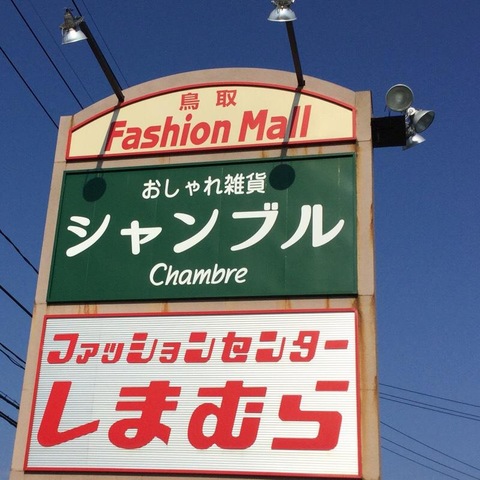 鳥取
Fashion Mall
おしゃれ雑貨
シャンブル
Chambre
ファッションセンター
しまむら